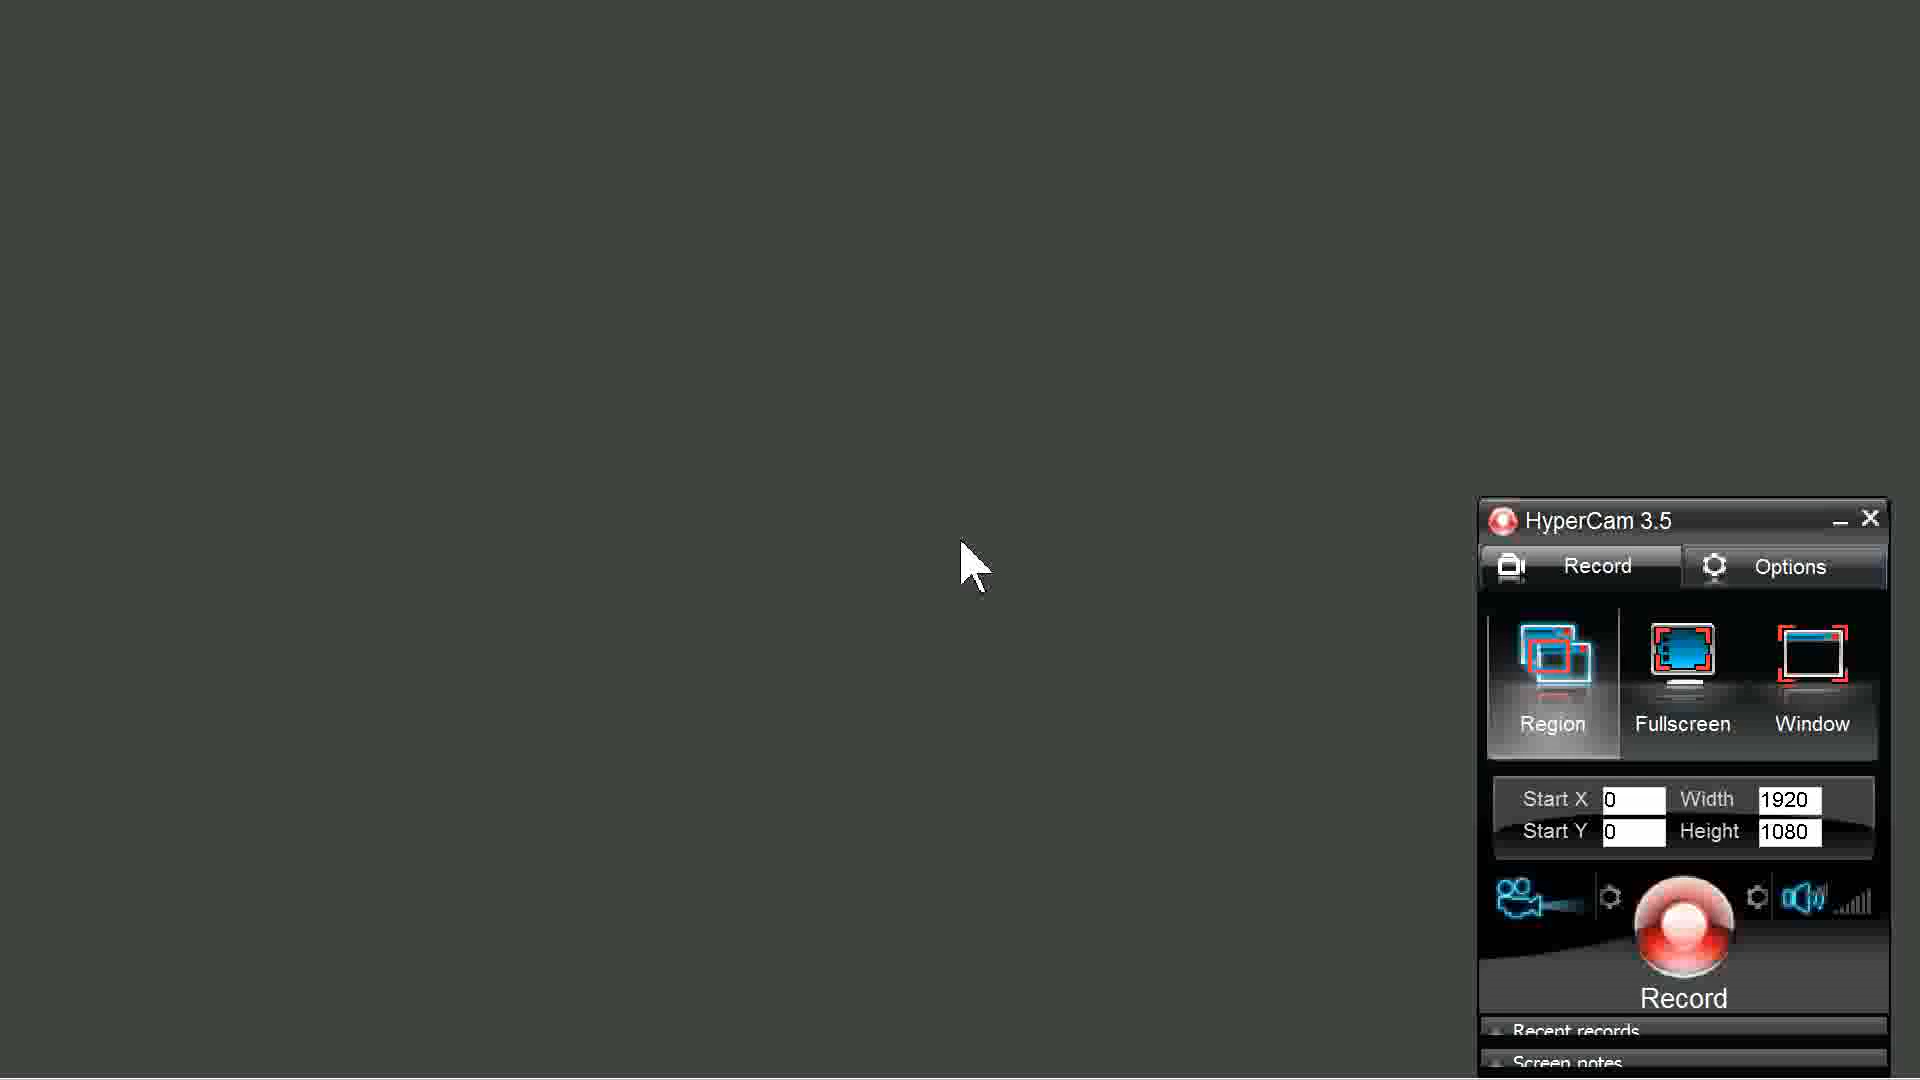 HyperCam 3.5
Record
Options
Region
Fullscreen
Window
Start X 0 Width 1920
Start Y 0 Height 1080
Record
Recent records
Screen notes